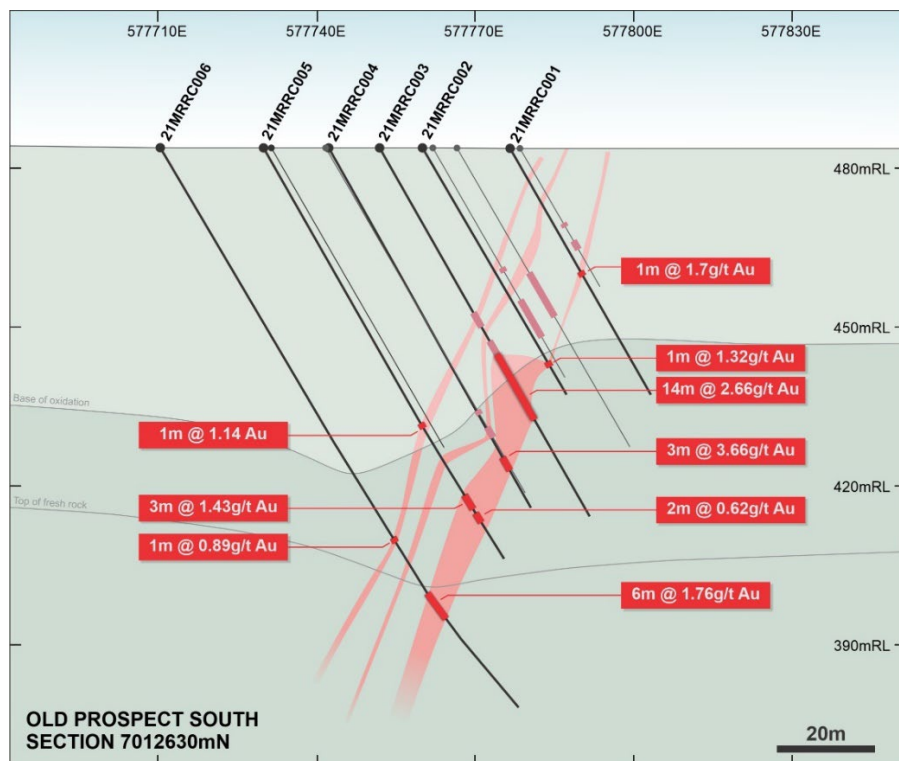 577710E 577740E 577770E 577800E 577830E
21MRRC006
21MRRC005
21MRRC004
21MRRC003
21MRRC002
21MRRC001
480mRL
1m @ 1.7g/t Au
450mRL
1m @ 1.32g/t Au
14m @ 2.66g/t Au
Base of oxidation
1m @ 1.14 Au
3m @ 3.66g/t Au
420mRL
Top of fresh rock
3m @ 1.43g/t Au
2m @ 0.62g/t Au
1m @ 0.89g/t Au
6m @ 1.76g/t Au
390mRL
OLD PROSPECT SOUTH
SECTION 7012630mN
20m